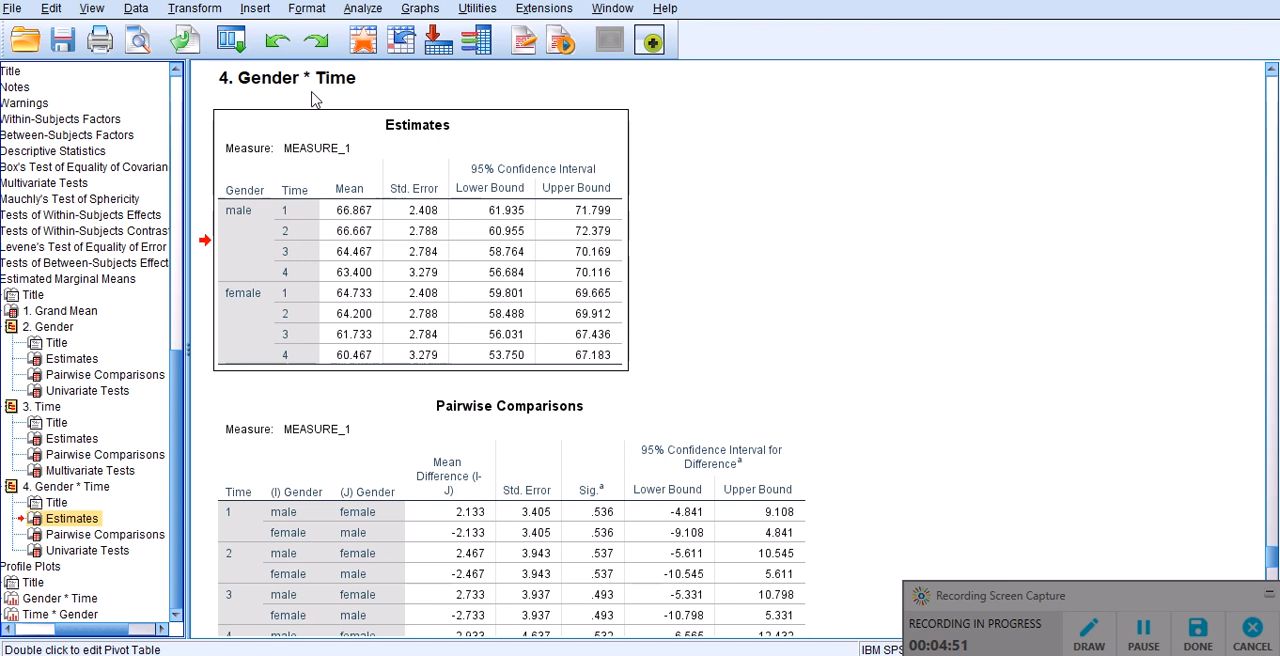 File Edit View Data Transform Insert Format Analyze Graphs Utilities Extensions Window Help
Title
Notes
Warnings
Within-Subjects Factors
Between-Subjects Factors
Descriptive Statistics
Box's Test of Equality of Covarian
Multivariate Tests
Mauchly's Test of Sphericity
Tests of Within-Subjects Effects
Tests of Within-Subjects Contras
Levene's Test of Equality of Error
Tests of Between-Subjects Effect
Estimated Marginal Means
Title
1. Grand Mean
2. Gender
Title
Estimates
Pairwise Comparisons
Univariate Tests
3. Time
Title
Estimates
Pairwise Comparisons
Multivariate Tests
4. Gender * Time
Title
Estimates
Pairwise Comparisons
Univariate Tests
Profile Plots
Title
Gender * Time
Time * Gender
4. Gender * Time
Estimates
Measure: MEASURE_1
95% Confidence Interval
Gender Time Mean Std. Error Lower Bound Upper Bound
male 1 66.867 2.408 61.935 71.799
2 66.667 2.788 60.955 72.379
3 64.467 2.784 58.764 70.169
4 63.400 3.279 56.684 70.116
female 1 64.733 2.408 59.801 69.665
2 64.200 2.788 58.488 69.912
3 61.733 2.784 56.031 67.436
4 60.467 3.279 53.750 67.183
Pairwise Comparisons
Measure: MEASURE_1
95% Confidence Interval for
Differenceᵃ
Mean
Difference (I-
J)
Time (I) Gender (J) Gender Std. Error Sig.ᵃ Lower Bound Upper Bound
1 male female 2.133 3.405 .536 -4.841 9.108
female male -2.133 3.405 .536 -9.108 4.841
2 male female 2.467 3.943 .537 -5.611 10.545
female male -2.467 3.943 .537 -10.545 5.611
3 male female 2.733 3.937 .493 -5.331 10.798
female male -2.733 3.937 .493 -10.798 5.331
4 male female 2.933 4.637 .532 -6.565 12.432
Double click to edit Pivot Table
IBM SPS
Recording Screen Capture
RECORDING IN PROGRESS
00:04:51
DRAW PAUSE DONE CANCEL